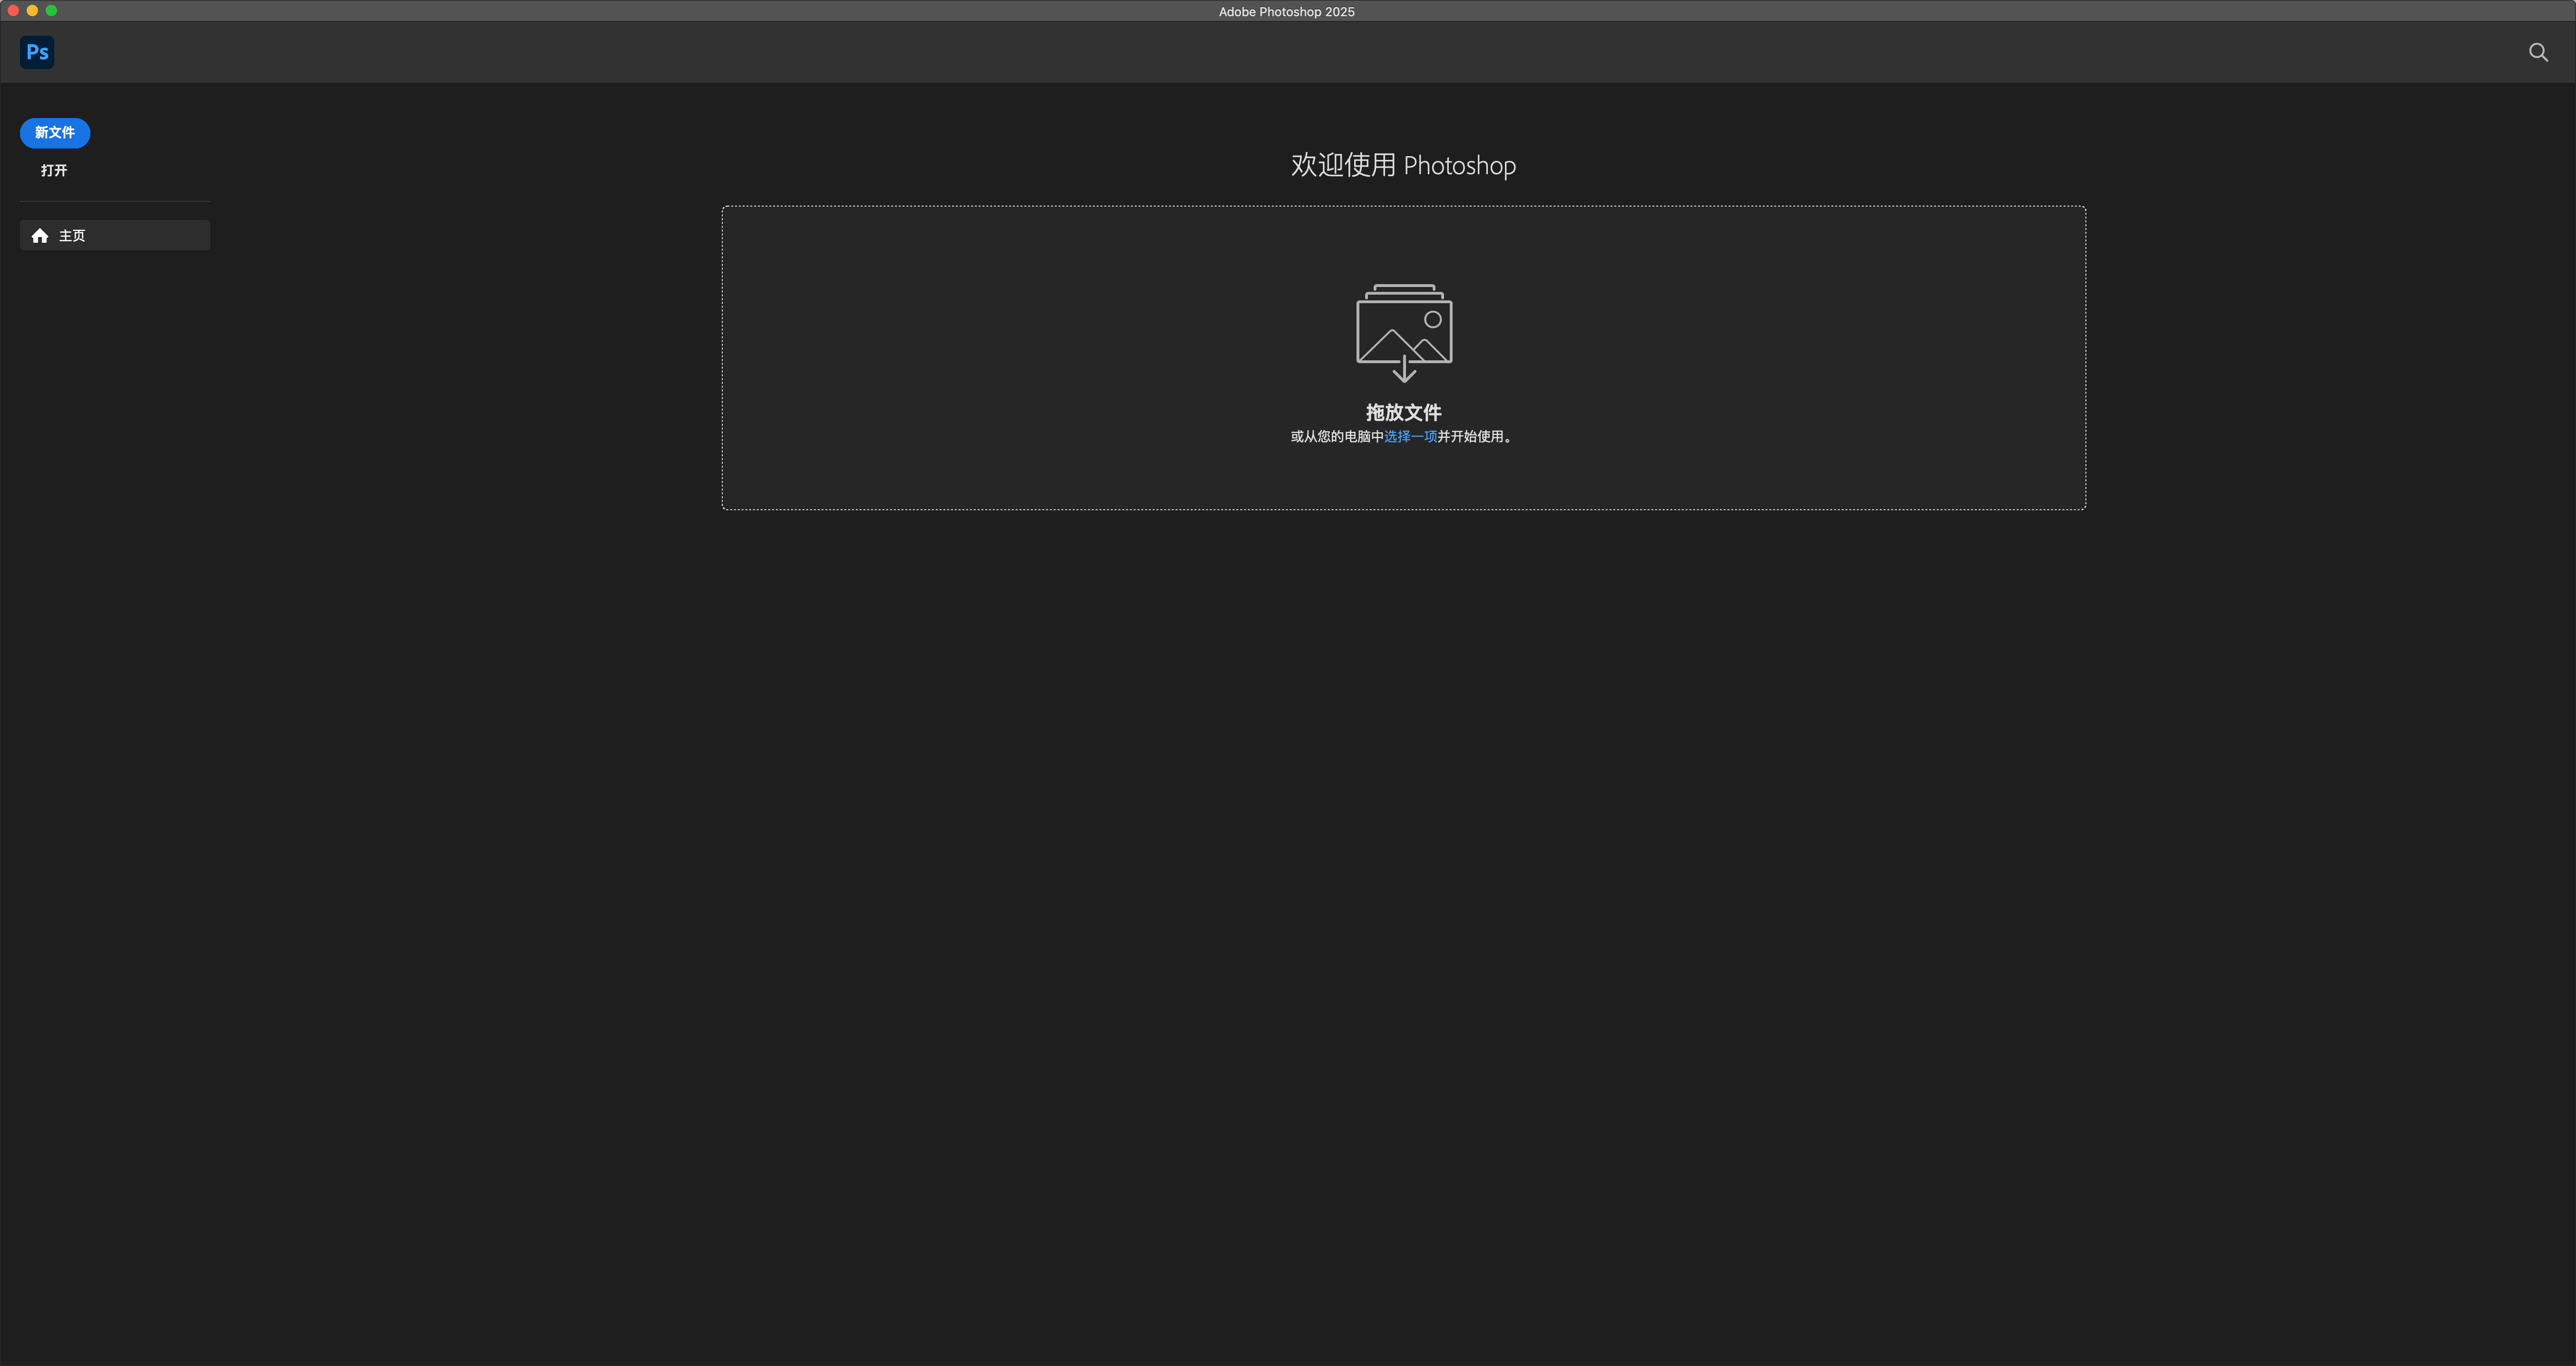 Adobe Photoshop 2025
Ps
新文件
打开
主页
欢迎使用 Photoshop
拖放文件
或从您的电脑中选择一项并开始使用。